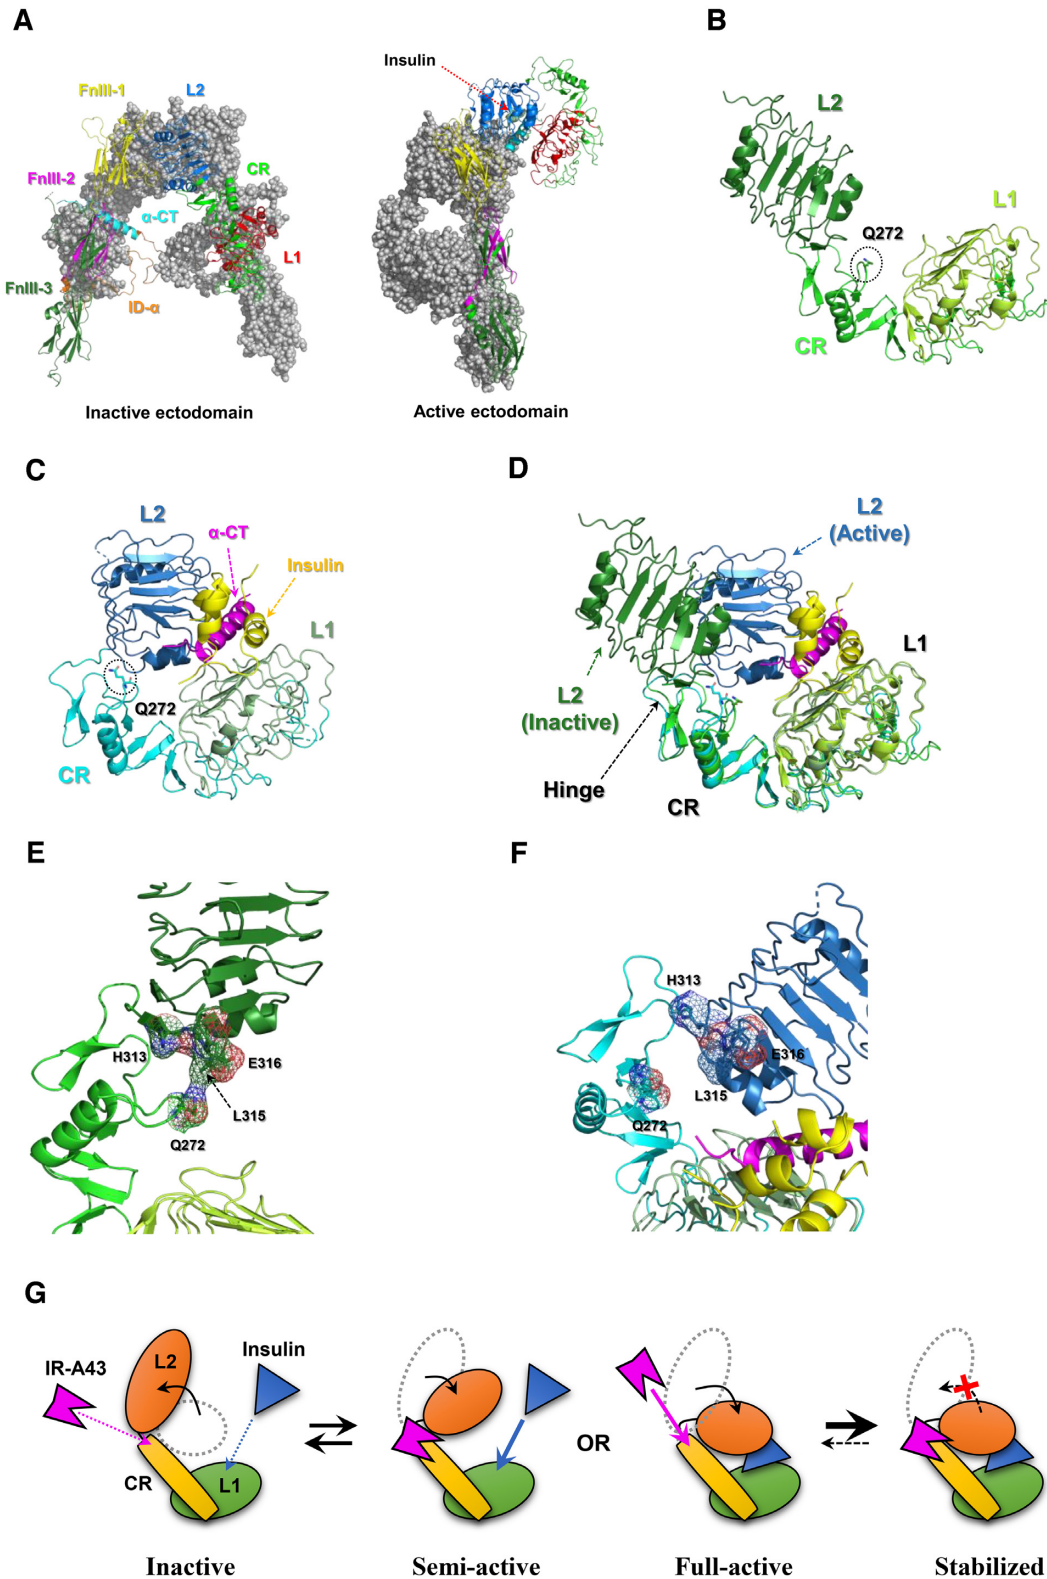 A
FnIII-1
L2
FnIII-2
CR
α-CT
L1
FnIII-3
ID-α
Inactive ectodomain
Insulin
Active ectodomain
B
L2
L1
Q272
CR
C
L2
α-CT
Insulin
L1
Q272
CR
D
L2
(Active)
L1
L2
(Inactive)
Hinge
CR
E
H313
E316
L315
Q272
F
H313
E316
L315
Q272
G
IR-A43
L2
Insulin
CR
L1
OR
Inactive
Semi-active
Full-active
Stabilized